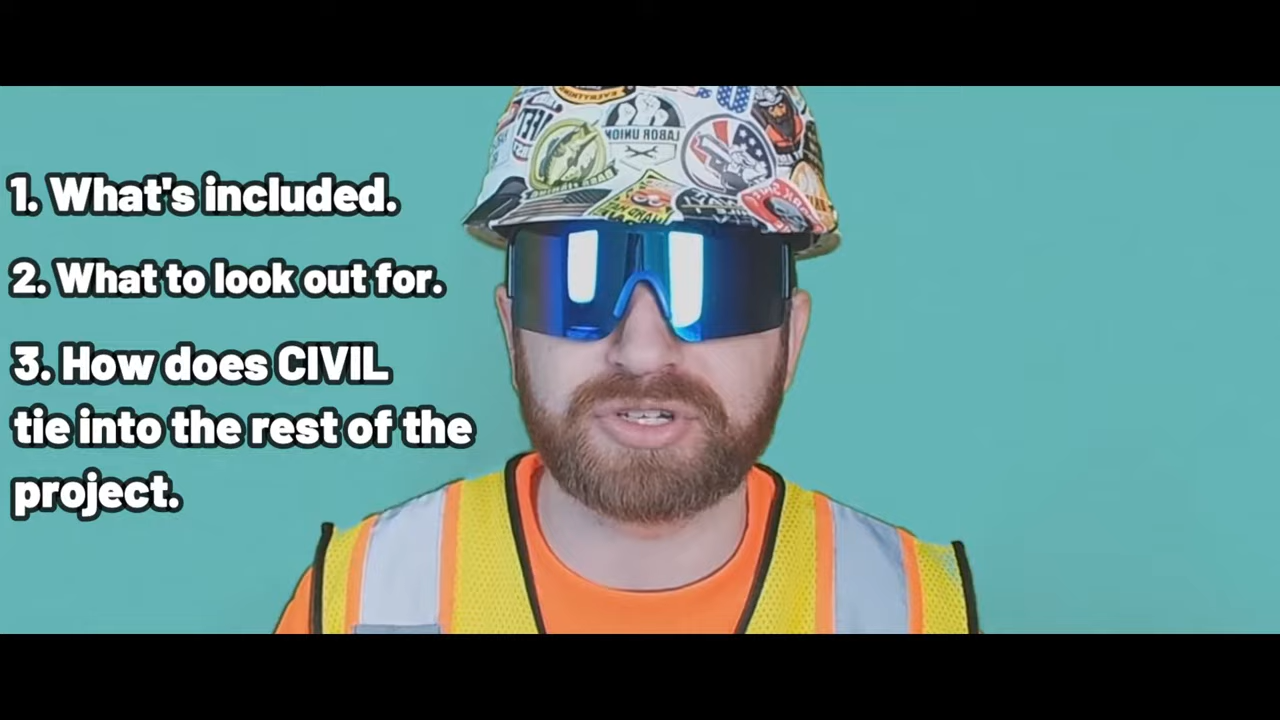 EVERYTHING
LABOR UNION
1. What's included.
2. What to look out for.
3. How does CIVIL
tie into the rest of the
project.